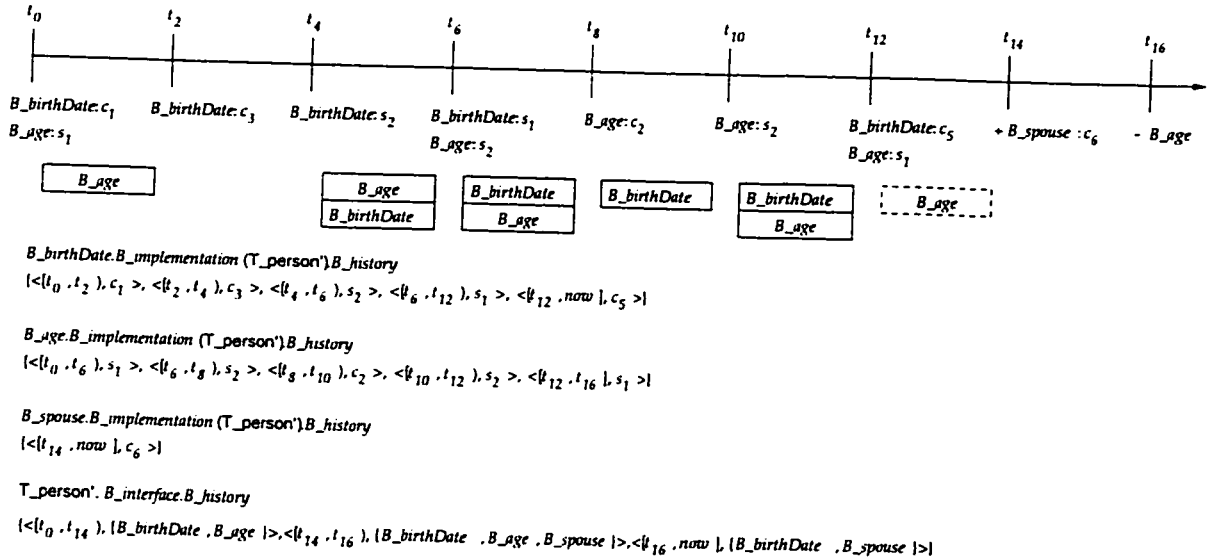 t0 t2 t4 t6 t8 t10 t12 t14 t16
B_birthDate: c1 B_birthDate: c3 B_birthDate: s2 B_birthDate: s1 B_age: c2 B_age: s2 B_birthDate: c5 + B_spouse : c6 - B_age
B_age: s1 B_age: s2 B_age: s1
B_age B_age B_birthDate B_birthDate B_birthDate B_age
B_birthDate B_age B_age
B_birthDate.B_implementation (T_person').B_history
{<[t0 , t2 ), c1 >, <[t2 , t4 ), c3 >, <[t4 , t6 ), s2 >, <[t6 , t12 ), s1 >, <[t12 , now ], c5 >}
B_age.B_implementation (T_person').B_history
{<[t0 , t6 ), s1 >, <[t6 , t8 ), s2 >, <[t8 , t10 ), c2 >, <[t10 , t12 ), s2 >, <[t12 , t16 ], s1 >}
B_spouse.B_implementation (T_person').B_history
{<[t14 , now ], c6 >}
T_person'. B_interface.B_history
{<[t0 , t14 ), {B_birthDate , B_age }>,<[t14 , t16 ), {B_birthDate , B_age , B_spouse }>,<[t16 , now ], {B_birthDate , B_spouse }>}